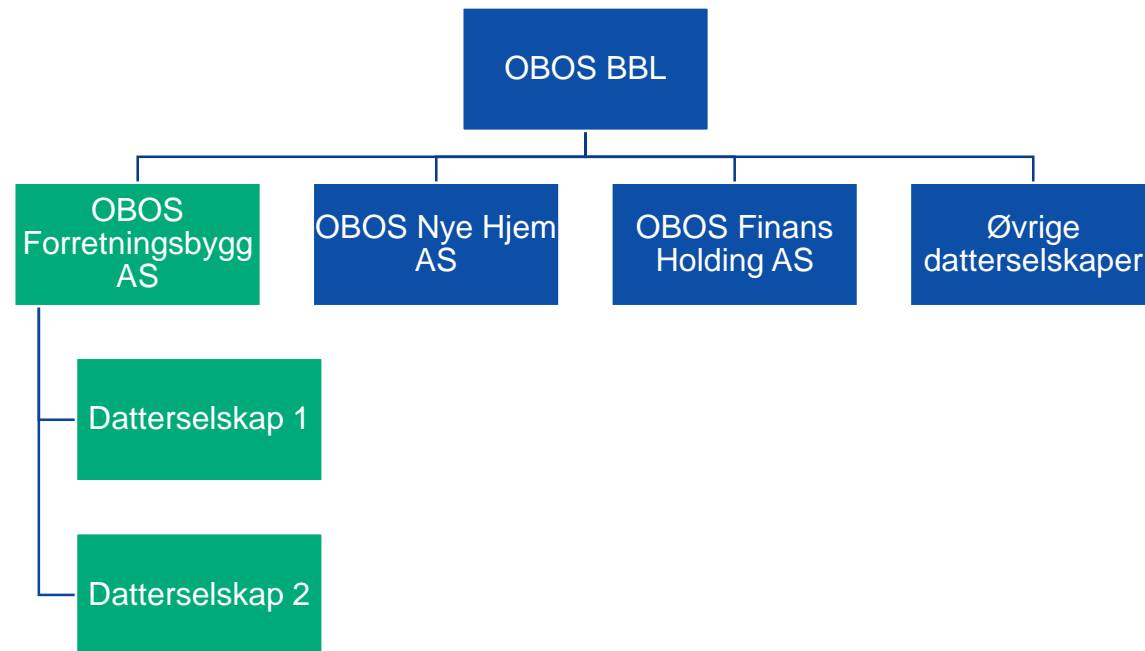 OBOS BBL
OBOS
Forretningsbygg
AS
OBOS Nye Hjem
AS
OBOS Finans
Holding AS
Øvrige
datterselskaper
Datterselskap 1
Datterselskap 2